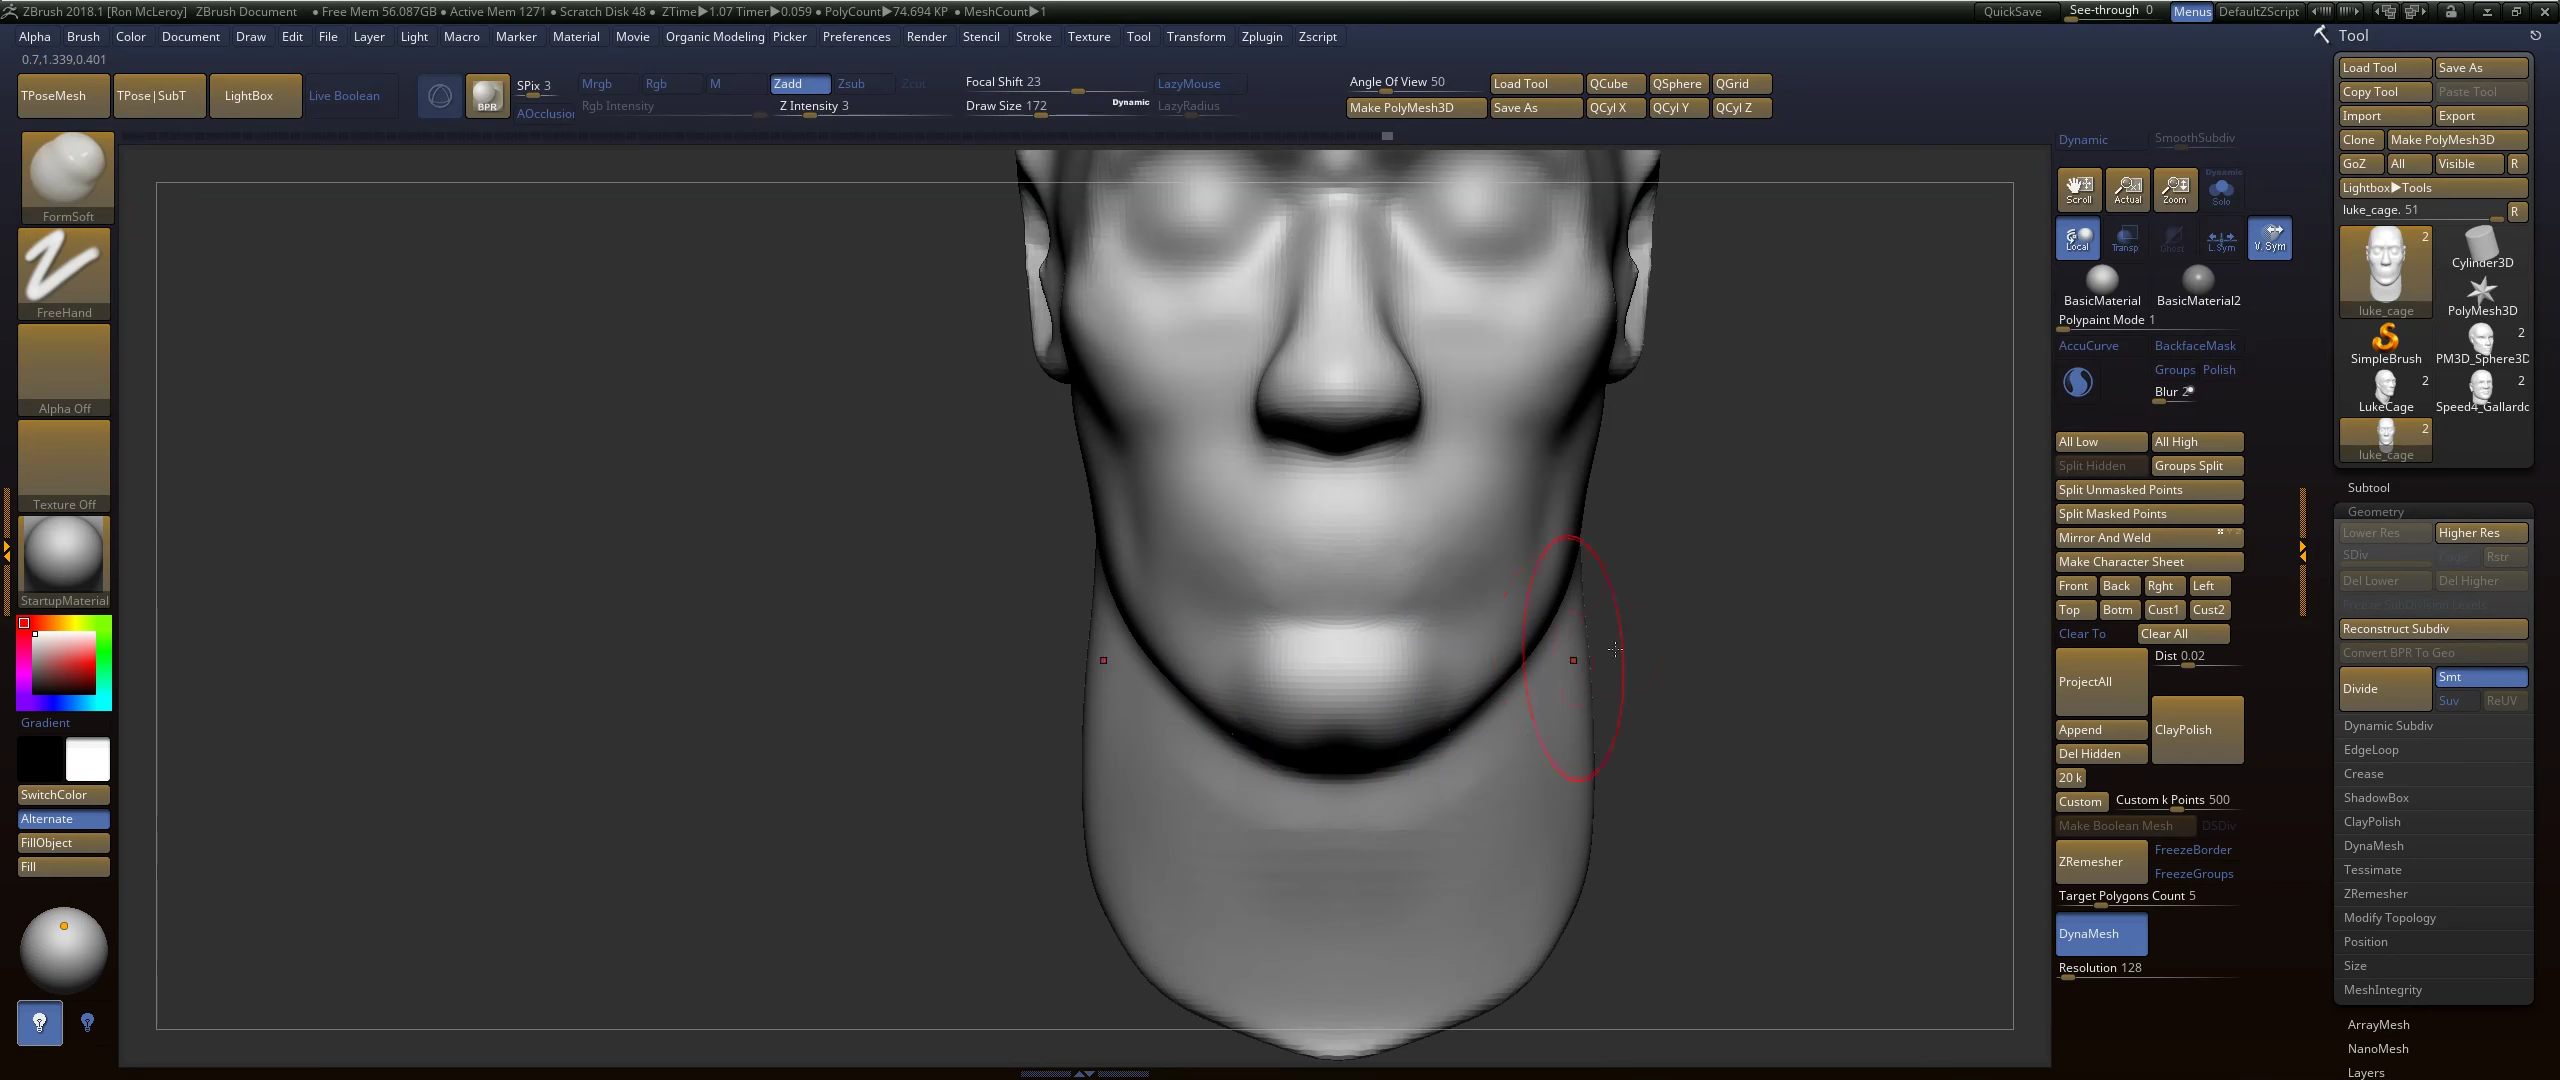 ZBrush 2018.1 [Ron McLeroy]    ZBrush Document    ● Free Mem 56.087GB ● Active Mem 1271 ● Scratch Disk 48 ●  ZTime▶1.07 Timer▶0.059 ● PolyCount▶74.694 KP  ● MeshCount▶1
QuickSave See-through 0 Menus DefaultZScript
Alpha Brush Color Document Draw Edit File Layer Light Macro Marker Material Movie Organic Modeling Picker Preferences Render Stencil Stroke Texture Tool Transform Zplugin Zscript
0.7,1.339,0.401
TPoseMesh TPose|SubT LightBox Live Boolean
BPR
SPix 3
AOcclusion
Mrgb Rgb M Zadd Zsub Zcut
Rgb Intensity Z Intensity 3
Focal Shift 23
Draw Size 172 Dynamic
LazyMouse
LazyRadius
Angle Of View 50 Load Tool QCube QSphere QGrid
Make PolyMesh3D Save As QCyl X QCyl Y QCyl Z
FormSoft
FreeHand
Alpha Off
Texture Off
StartupMaterial
Gradient
SwitchColor
Alternate
FillObject
Fill
Dynamic SmoothSubdiv
Scroll Actual Zoom Dynamic Solo
Local Transp Ghost L.Sym V. Sym
BasicMaterial BasicMaterial2
Polypaint Mode 1
AccuCurve BackfaceMask
Groups Polish
Blur 2
All Low All High
Split Hidden Groups Split
Split Unmasked Points
Split Masked Points
Mirror And Weld
Make Character Sheet
Front Back Rght Left
Top Botm Cust1 Cust2
Clear To Clear All
ProjectAll Dist 0.02
Append ClayPolish
Del Hidden
20 k
Custom Custom k Points 500
Make Boolean Mesh DSDiv
ZRemesher FreezeBorder
FreezeGroups
Target Polygons Count 5
DynaMesh
Resolution 128
Tool
Load Tool Save As
Copy Tool Paste Tool
Import Export
Clone Make PolyMesh3D
GoZ All Visible R
Lightbox▶Tools
luke_cage. 51 R
2
Cylinder3D
luke_cage PolyMesh3D
2
SimpleBrush PM3D_Sphere3D
2 2
LukeCage Speed4_Gallardo
2
luke_cage
Subtool
Geometry
Lower Res Higher Res
SDiv Cage Rstr
Del Lower Del Higher
Freeze SubDivision Levels
Reconstruct Subdiv
Convert BPR To Geo
Divide Smt
Suv ReUV
Dynamic Subdiv
EdgeLoop
Crease
ShadowBox
ClayPolish
DynaMesh
Tessimate
ZRemesher
Modify Topology
Position
Size
MeshIntegrity
ArrayMesh
NanoMesh
Layers